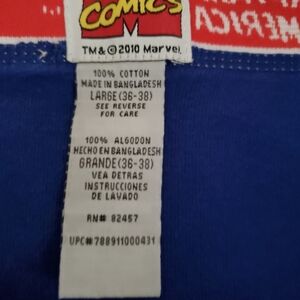 COMICS
TM&©2010 Marvel
AMERICA
100% COTTON
MADE IN BANGLADESH
LARGE(36-38)
SEE REVERSE
FOR CARE
100% ALGODON
HECHO EN BANGLADESH
GRANDE(36-38)
VEA DETRAS
INSTRUCCIONES
DE LAVADO
RN# 82457
UPC#788911000431